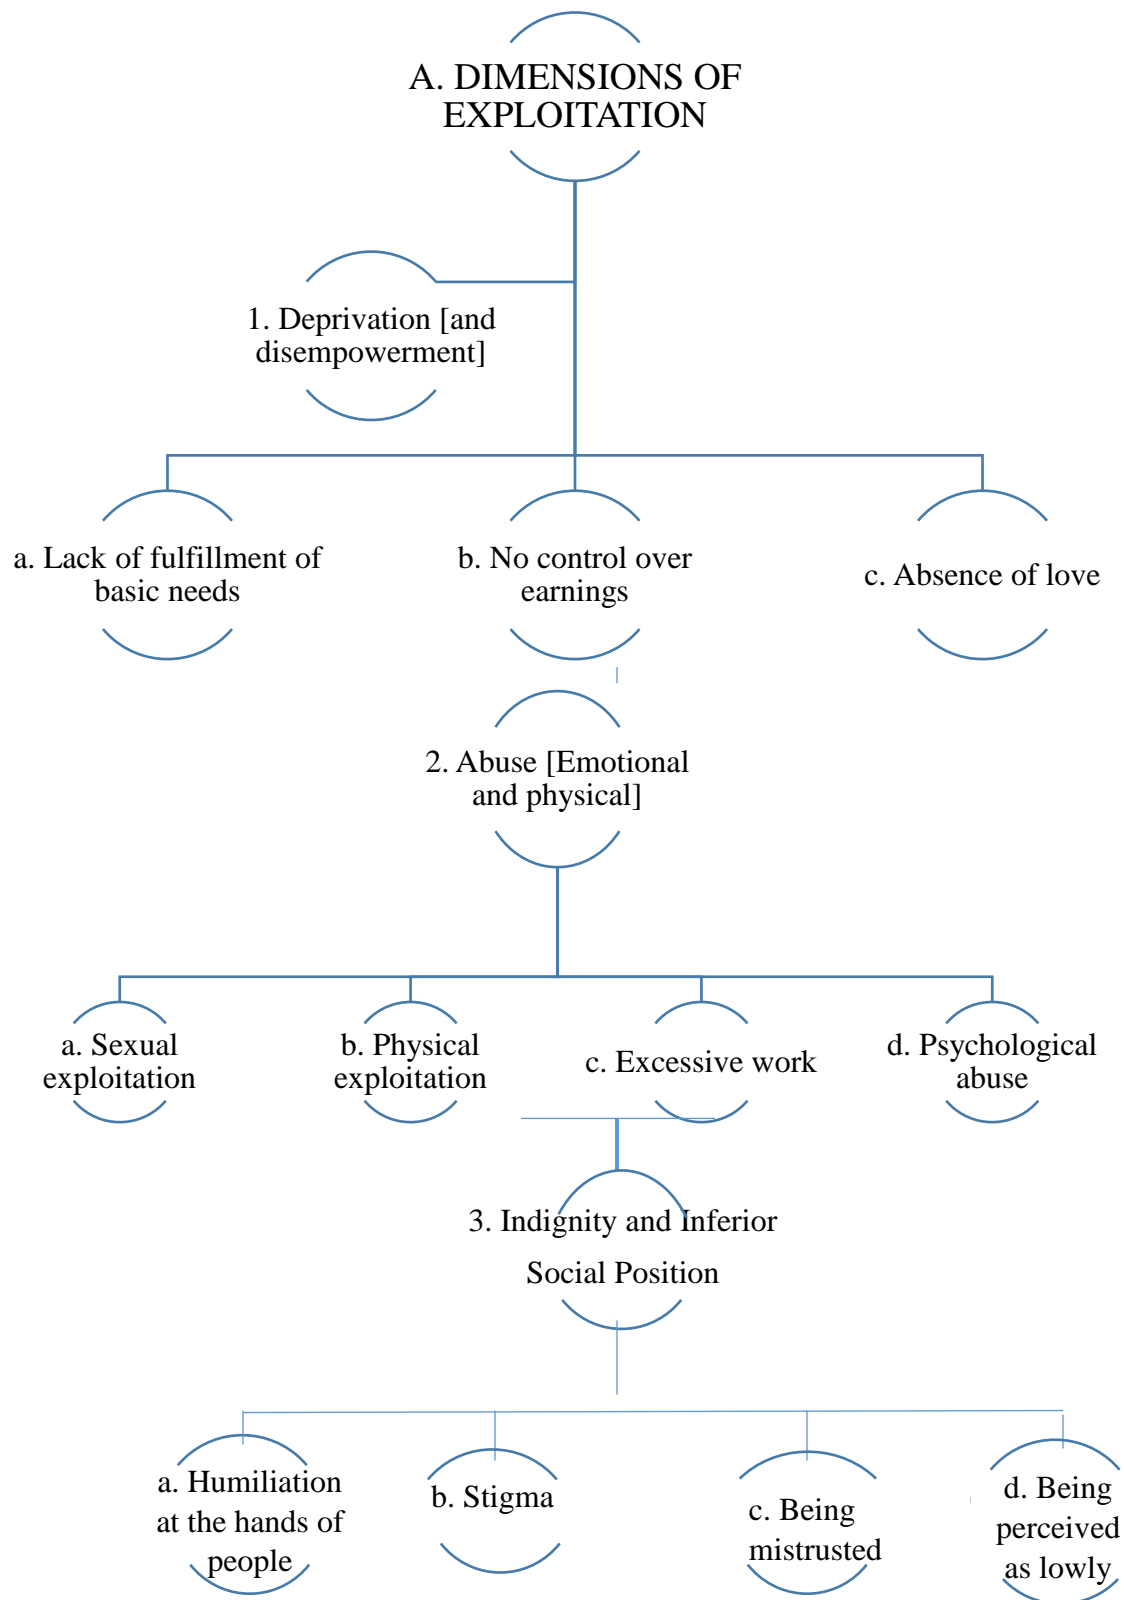 A. DIMENSIONS OF
EXPLOITATION
1. Deprivation [and
disempowerment]
a. Lack of fulfillment of
basic needs
b. No control over
earnings
c. Absence of love
2. Abuse [Emotional
and physical]
a. Sexual
exploitation
b. Physical
exploitation
c. Excessive work
d. Psychological
abuse
3. Indignity and Inferior
Social Position
a. Humiliation
at the hands of
people
b. Stigma
c. Being
mistrusted
d. Being
perceived
as lowly